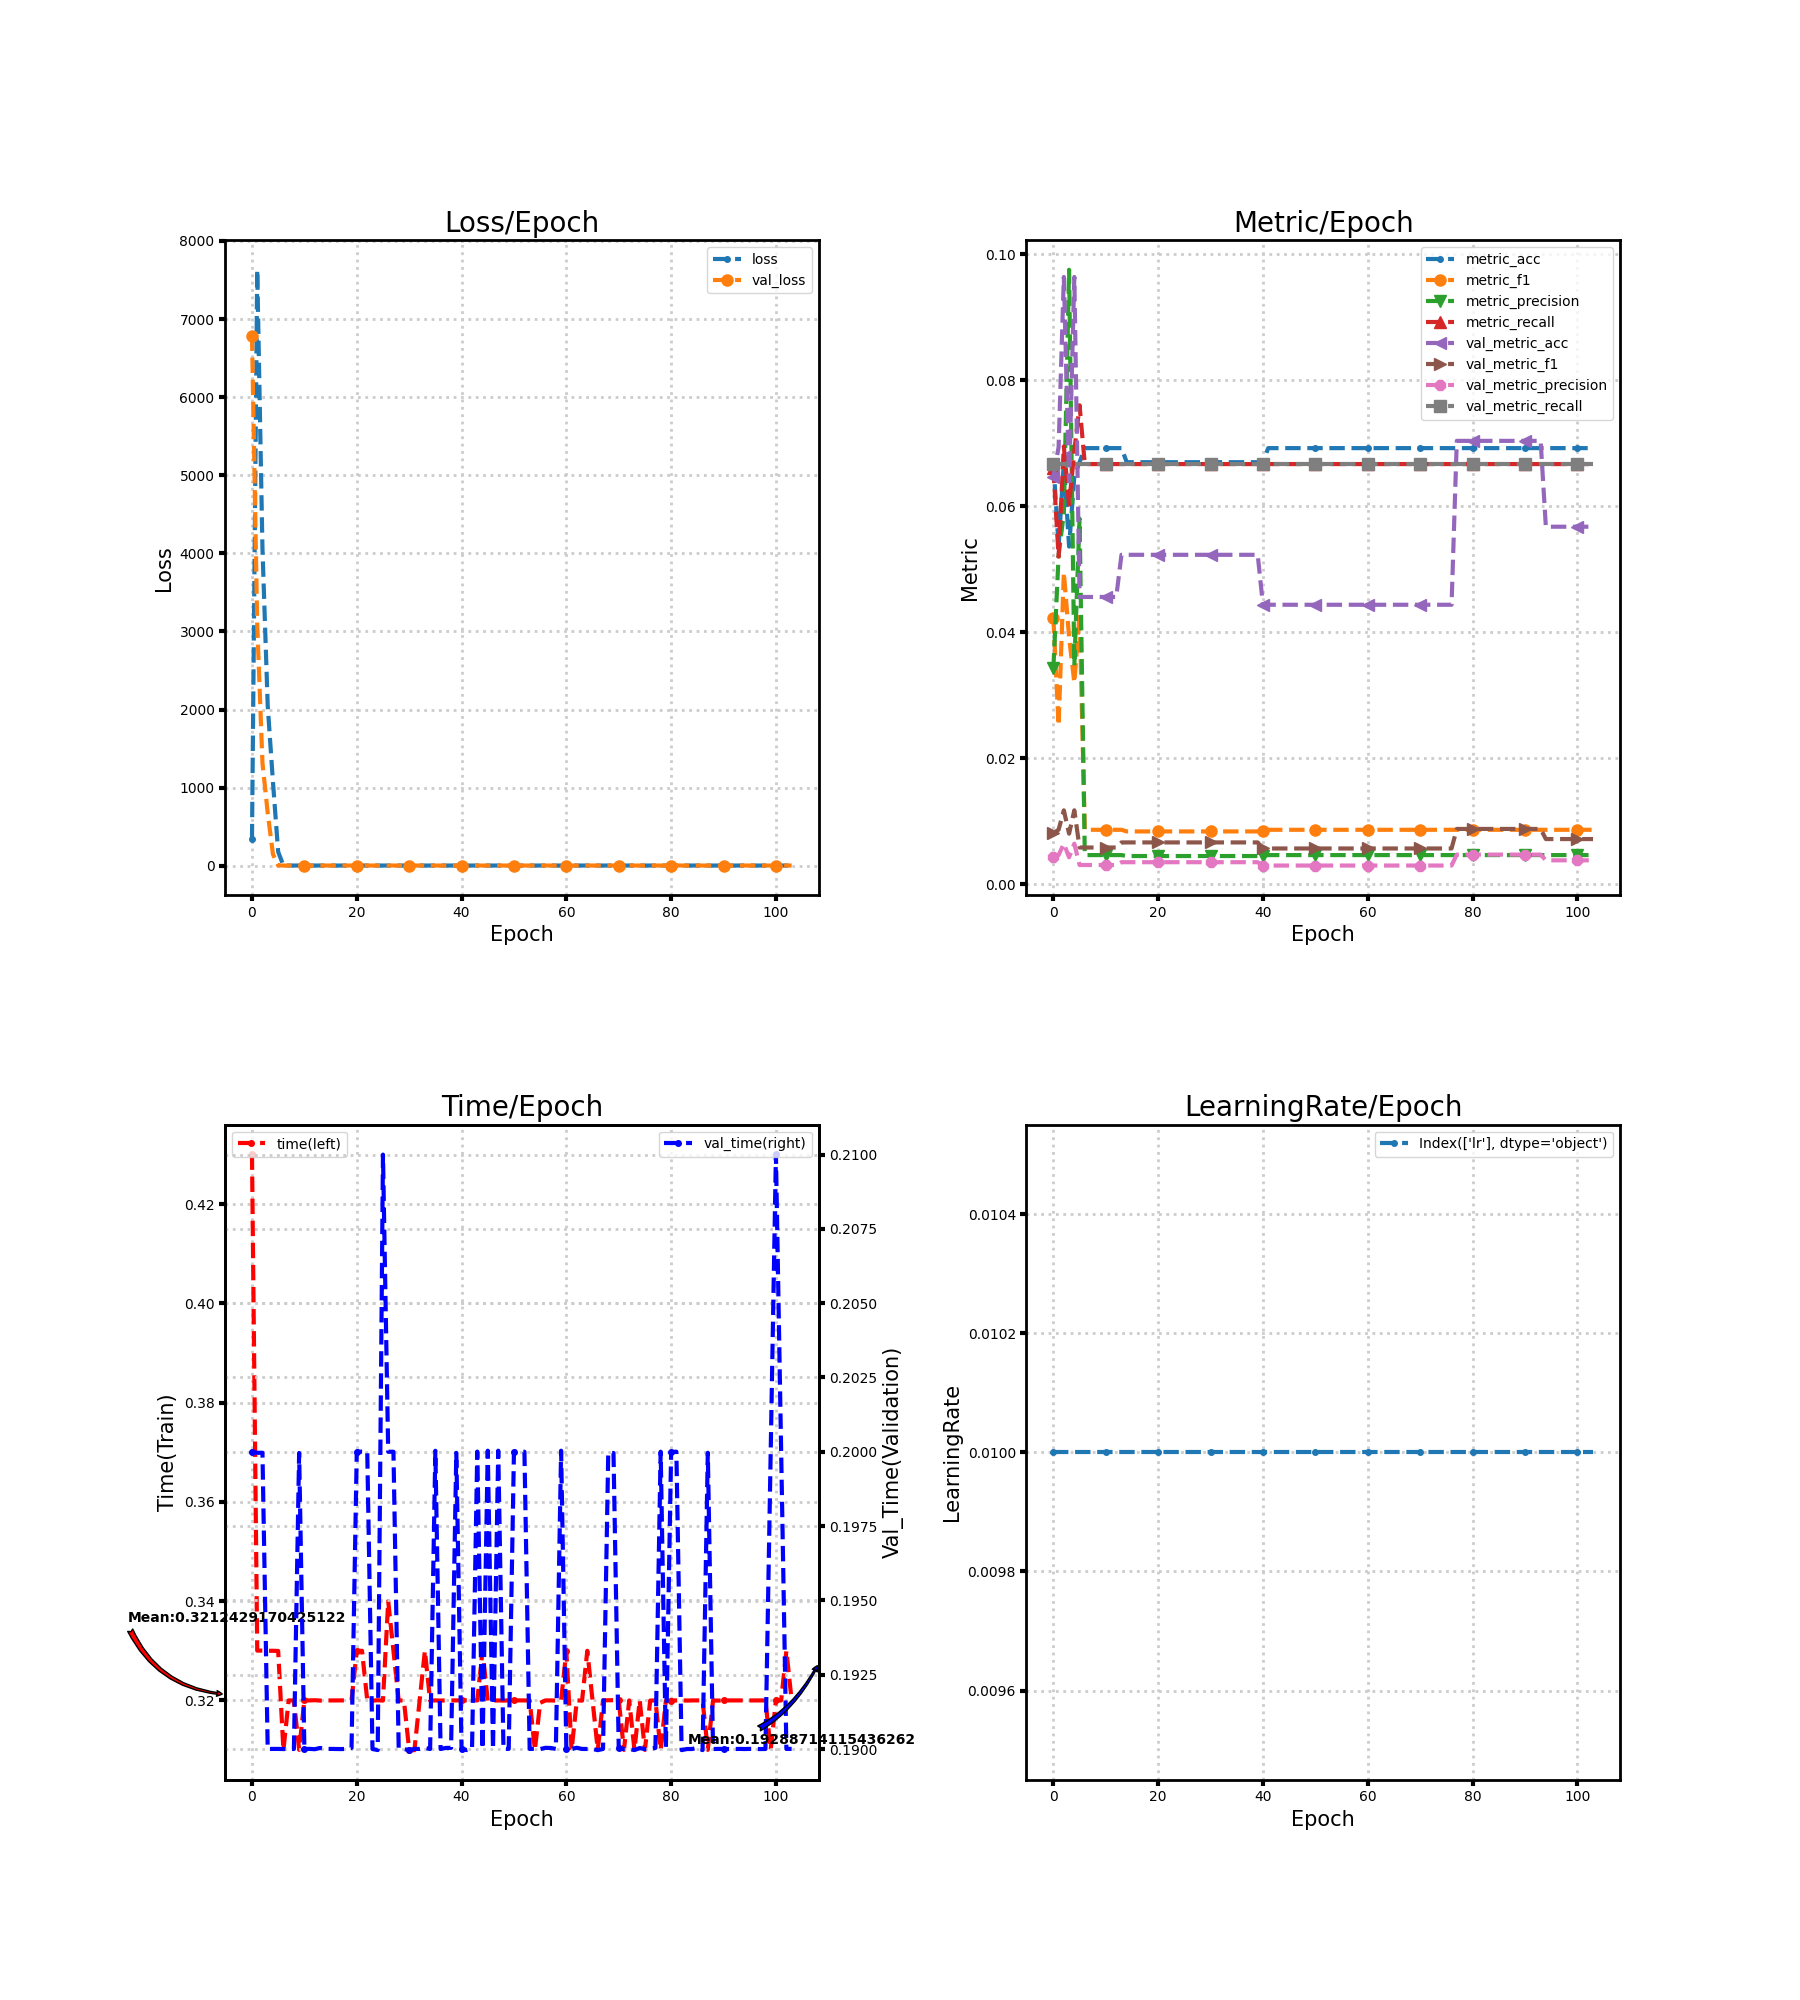 Loss/Epoch
8000
7000
6000
5000
4000
3000
2000
1000
0
Loss
loss
val_loss
0 20 40 60 80 100
Epoch
Metric/Epoch
0.10
0.08
0.06
0.04
0.02
0.00
Metric
metric_acc
metric_f1
metric_precision
metric_recall
val_metric_acc
val_metric_f1
val_metric_precision
val_metric_recall
0 20 40 60 80 100
Epoch
Time/Epoch
time(left)
val_time(right)
0.42
0.40
0.38
0.36
0.34
0.32
Time(Train)
0.2100
0.2075
0.2050
0.2025
0.2000
0.1975
0.1950
0.1925
0.1900
Val_Time(Validation)
Mean:0.3212429170425122
Mean:0.19288714115436262
0 20 40 60 80 100
Epoch
LearningRate/Epoch
Index(['lr'], dtype='object')
0.0104
0.0102
0.0100
0.0098
0.0096
LearningRate
0 20 40 60 80 100
Epoch